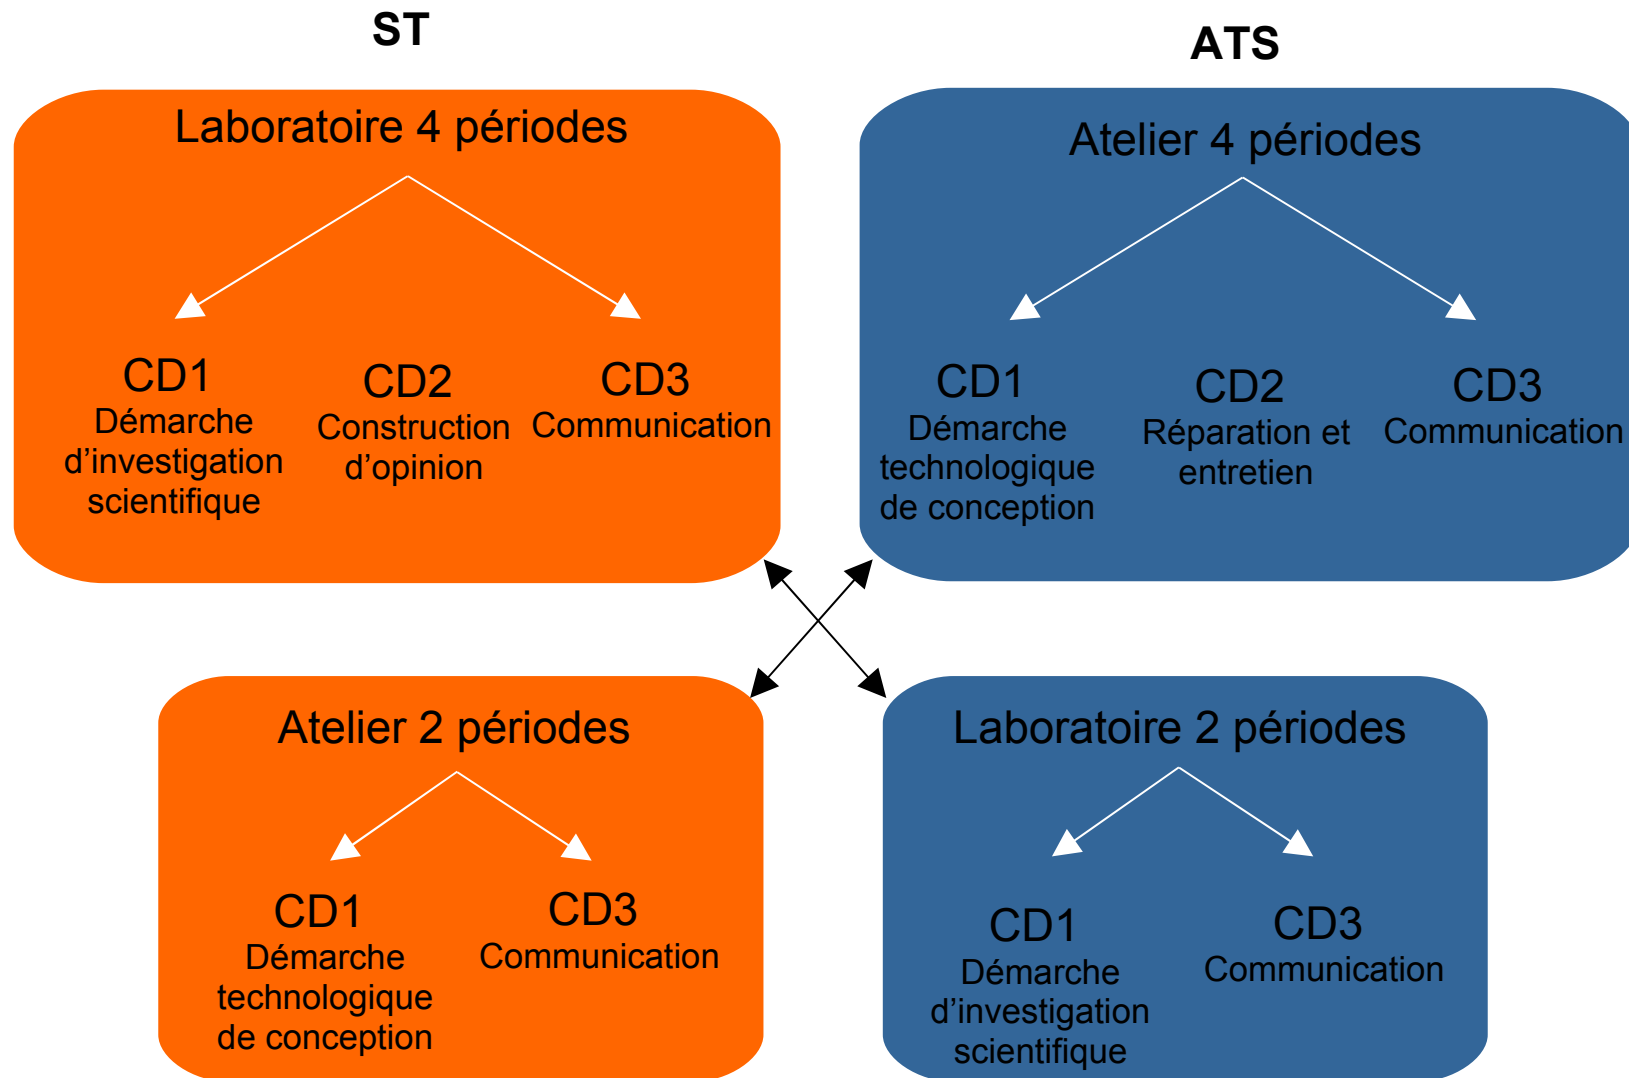 ST
ATS
Laboratoire 4 périodes
CD1
Démarche
d’investigation
scientifique
CD2
Construction
d’opinion
CD3
Communication
Atelier 4 périodes
CD1
Démarche
technologique
de conception
CD2
Réparation et
entretien
CD3
Communication
Atelier 2 périodes
CD1
Démarche
technologique
de conception
CD3
Communication
Laboratoire 2 périodes
CD1
Démarche
d’investigation
scientifique
CD3
Communication